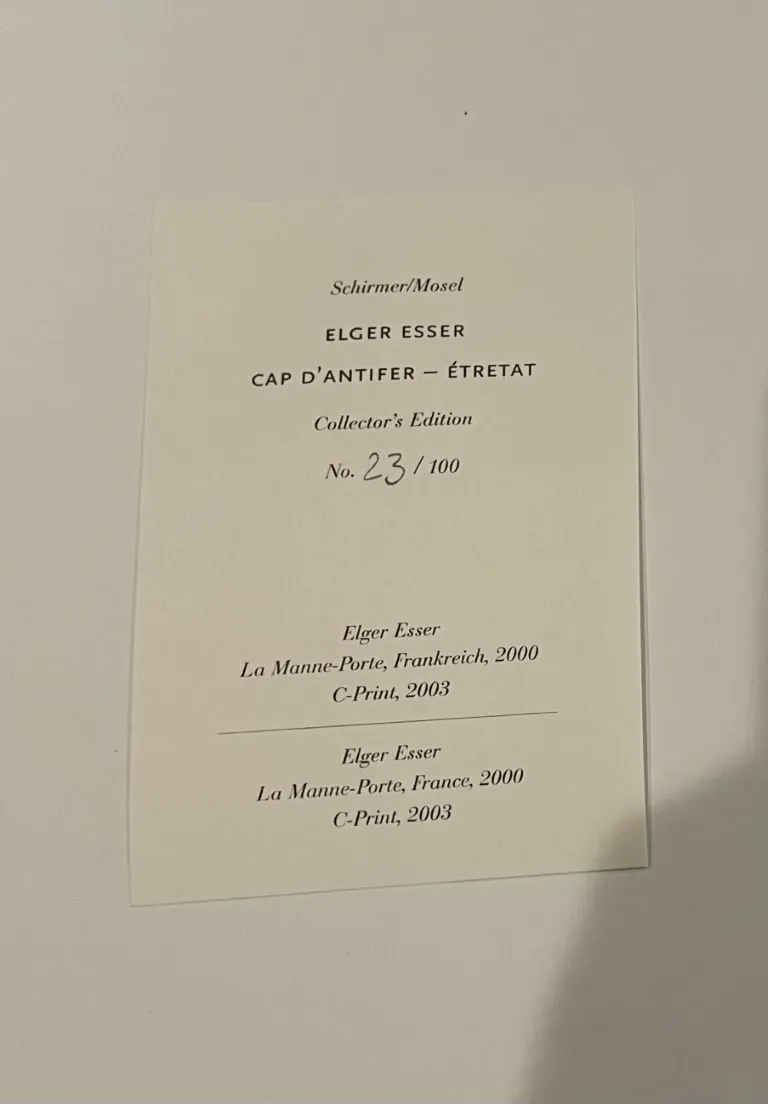 Schirmer/Mosel
ELGER ESSER
CAP D'ANTIFER – ÉTRETAT
Collector's Edition
No. 23 / 100
Elger Esser
La Manne-Porte, Frankreich, 2000
C-Print, 2003
Elger Esser
La Manne-Porte, France, 2000
C-Print, 2003